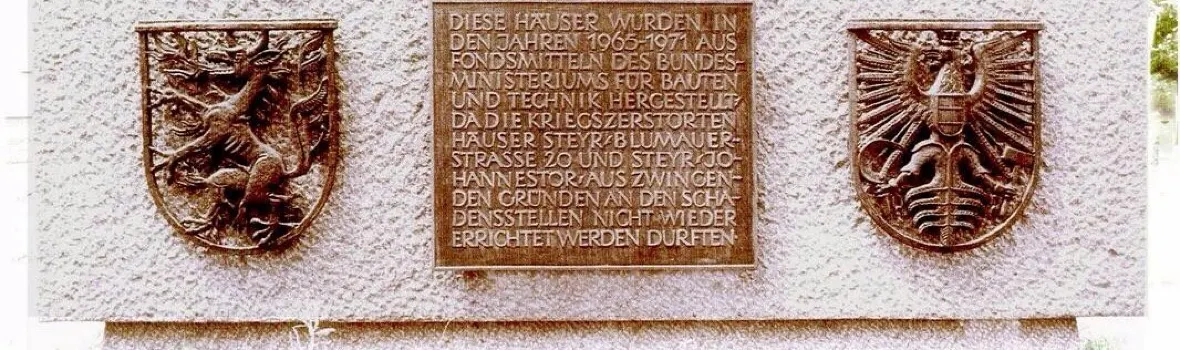 DIESE HÄUSER WURDEN IN
DEN JAHREN 1965-1971 AUS
FONDSMITTELN DES BUNDES-
MINISTERIUMS FÜR BAUTEN
UND TECHNIK HERGESTELLT,
DA DIE KRIEGSZERSTÖRTEN
HÄUSER STEYR, BLUMAUER-
STRASSE 20 UND STEYR, JO-
HANNESTOR, AUS ZWINGEN-
DEN GRÜNDEN AN DEN SCHA-
DENSSTELLEN NICHT WIEDER
ERRICHTET WERDEN DURFTEN.